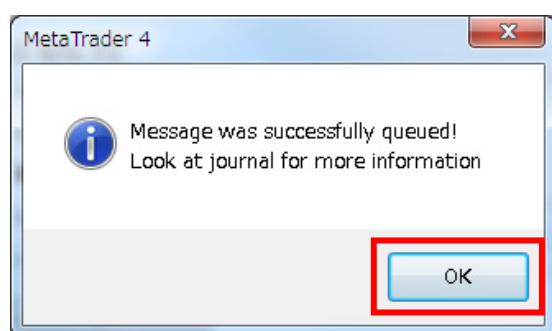 MetaTrader 4
Message was successfully queued!
Look at journal for more information
OK